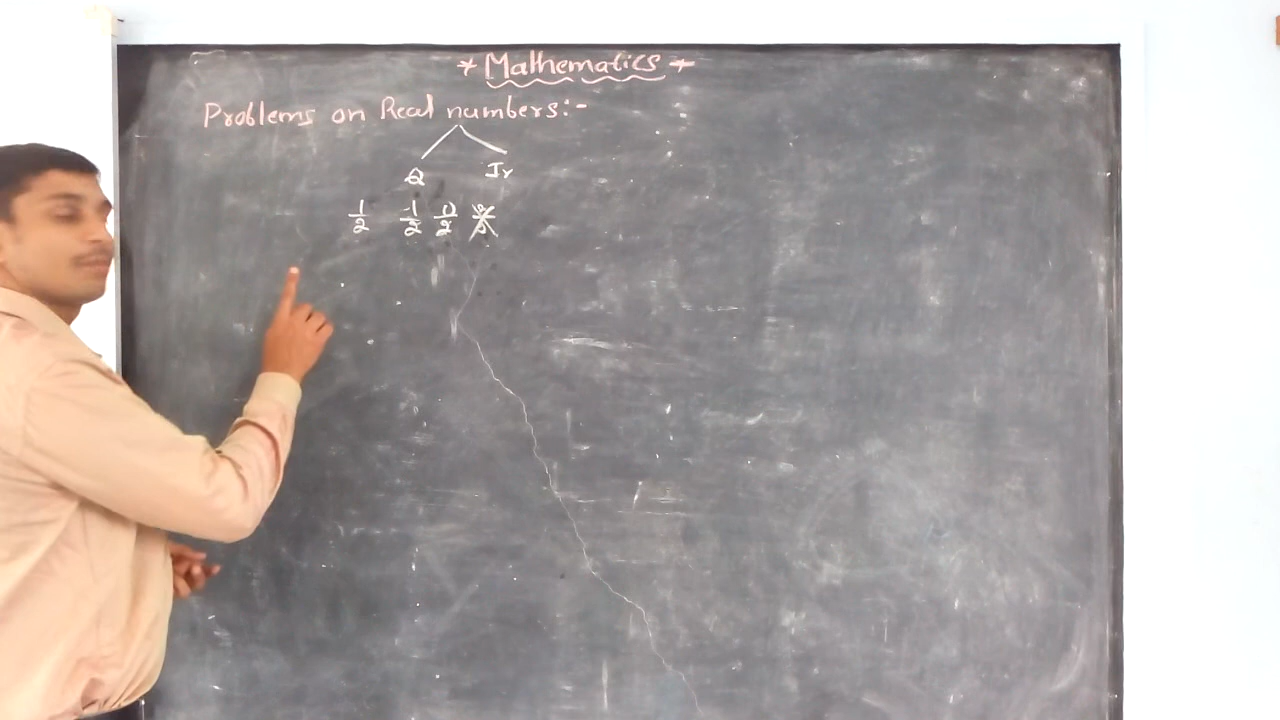 * Mathematics *
Problems on Real numbers:-
Q Ir
1/2 -1/2 0/2